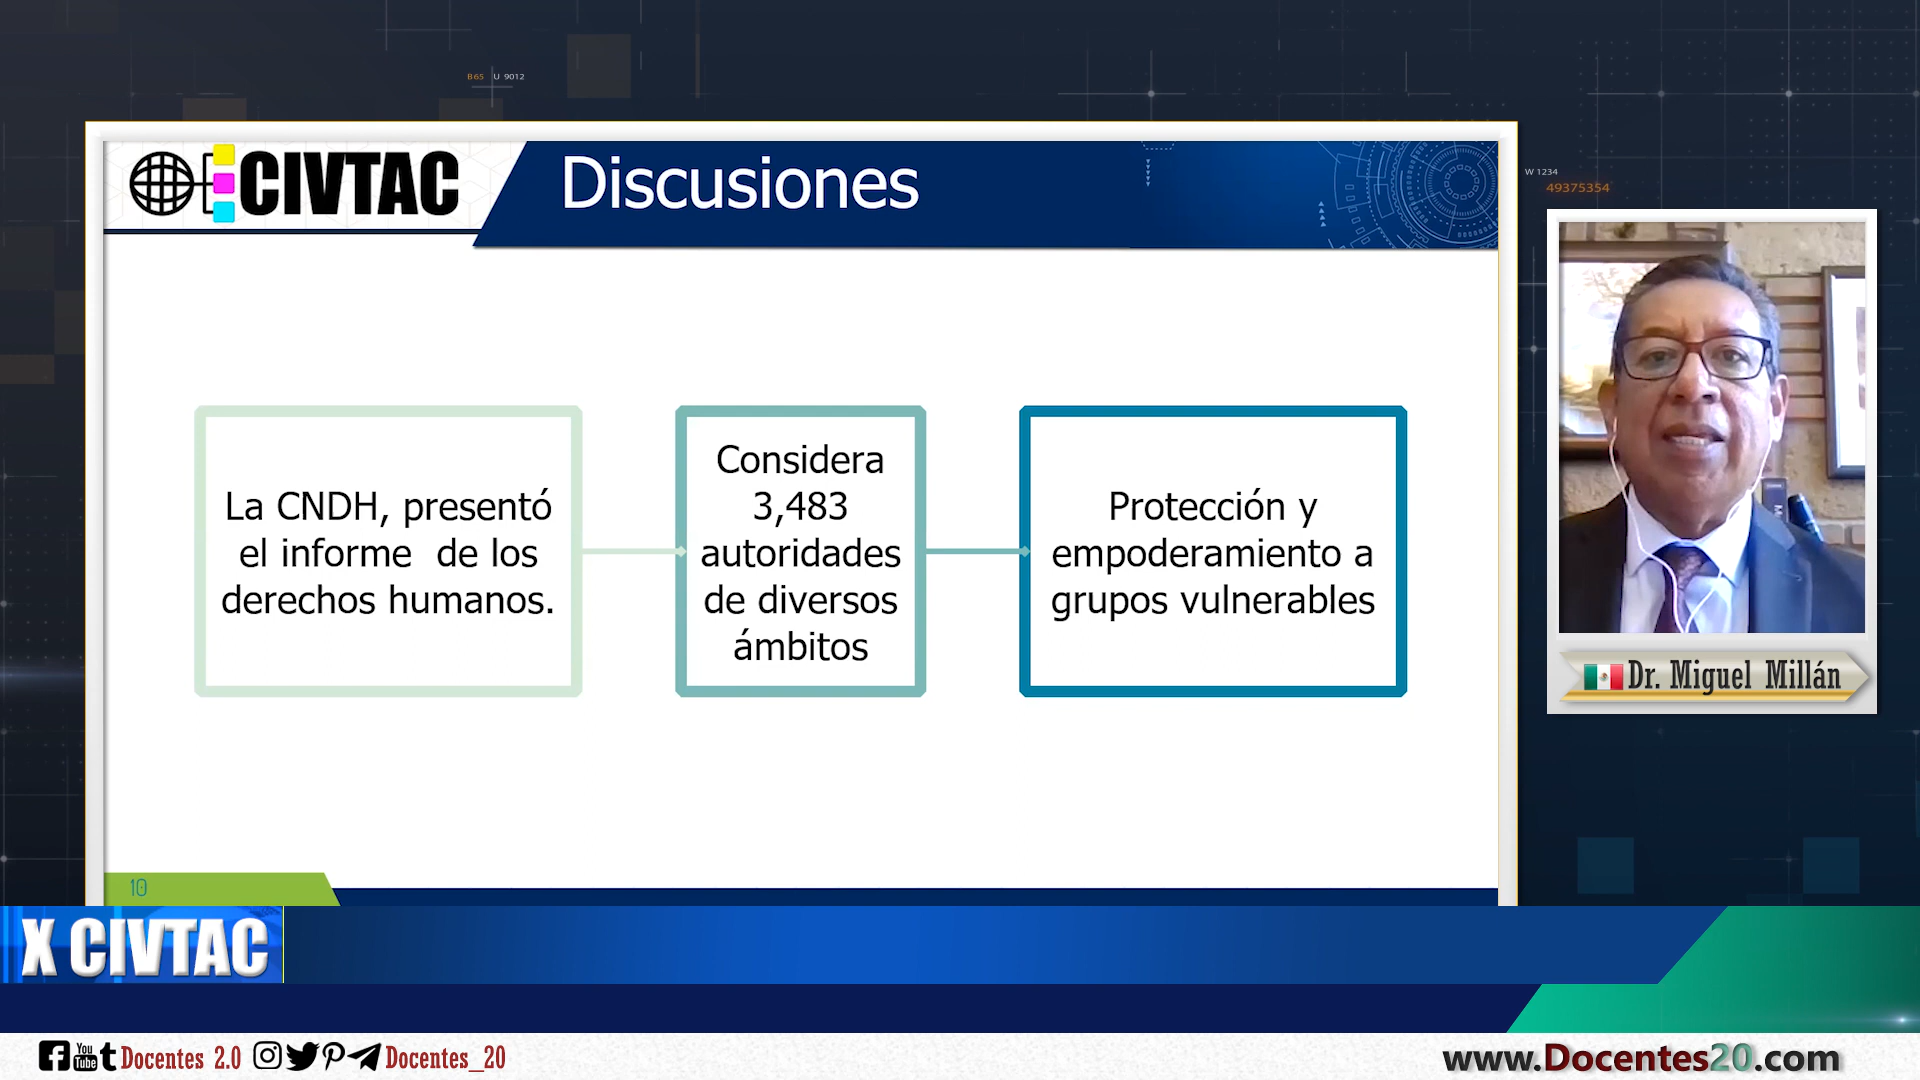 B65 U 9012
CIVTAC
Discusiones
W 1234
49375354
La CNDH, presentó
el informe de los
derechos humanos.
Considera
3,483
autoridades
de diversos
ámbitos
Protección y
empoderamiento a
grupos vulnerables
Dr. Miguel Millán
10
X CIVTAC
You
Tube
Docentes 2.0
Docentes_20
www.Docentes20.com